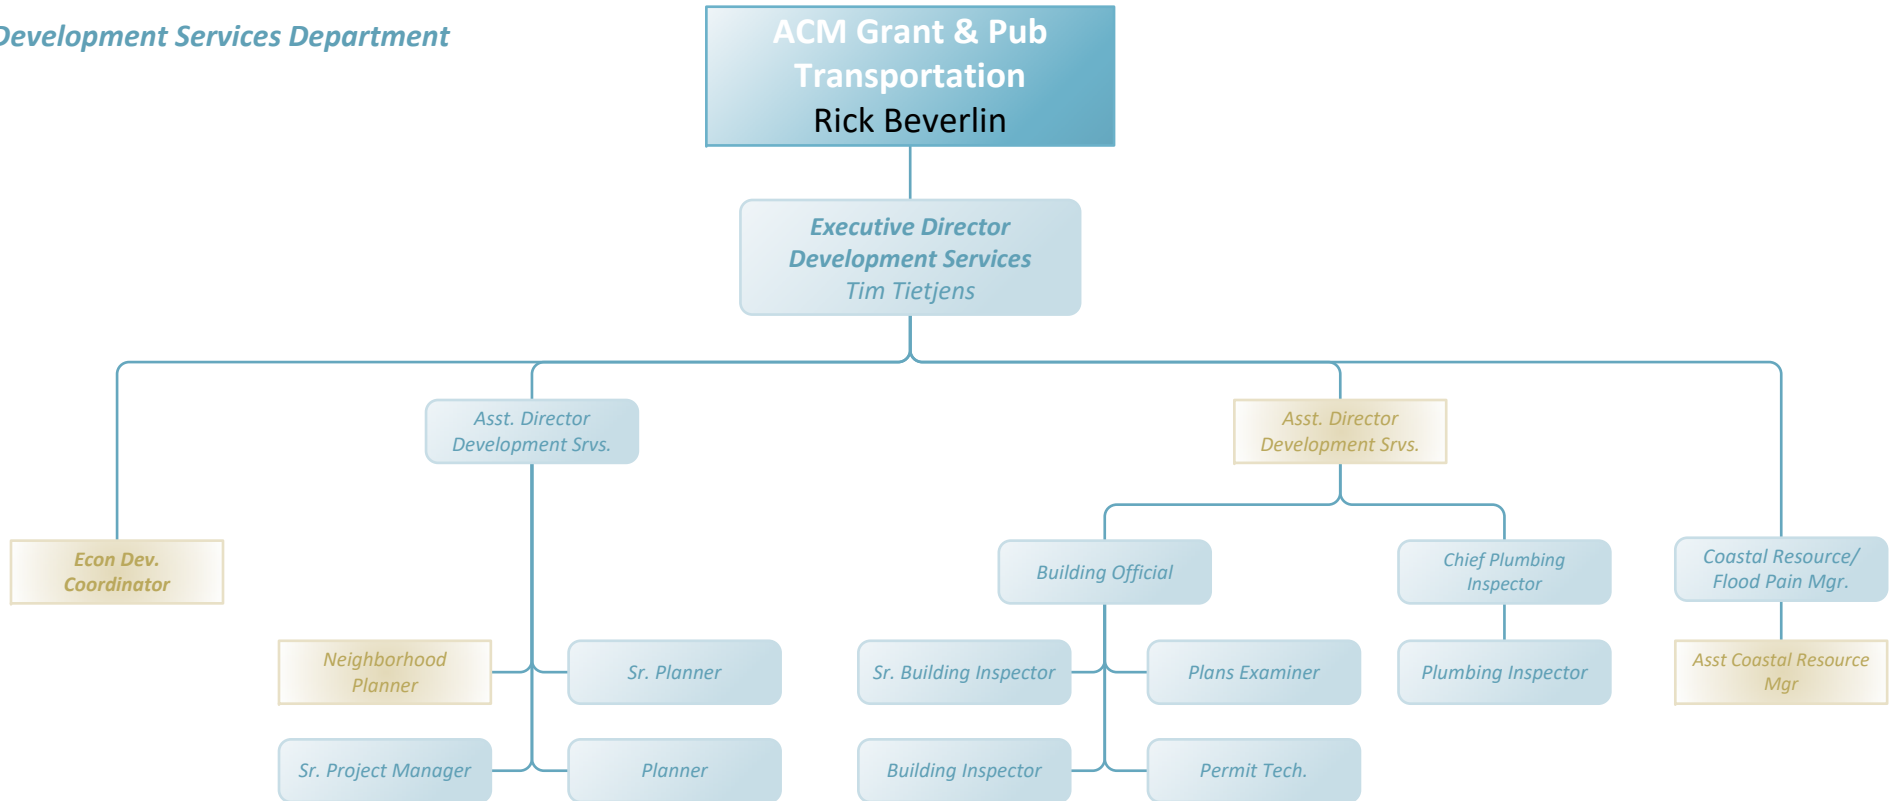 Development Services Department
ACM Grant & Pub
Transportation
Rick Beverlin
Executive Director
Development Services
Tim Tietjens
Asst. Director
Development Srvs.
Asst. Director
Development Srvs.
Econ Dev.
Coordinator
Building Official
Chief Plumbing
Inspector
Coastal Resource/
Flood Pain Mgr.
Neighborhood
Planner
Sr. Planner
Sr. Building Inspector
Plans Examiner
Plumbing Inspector
Asst Coastal Resource
Mgr
Sr. Project Manager
Planner
Building Inspector
Permit Tech.